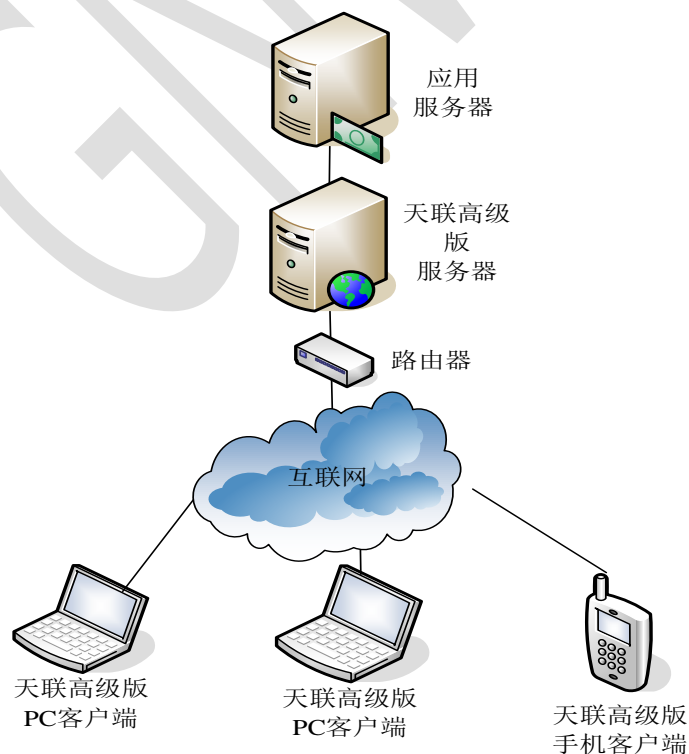 应用
服务器
天联高级
版
服务器
路由器
互联网
天联高级版
PC客户端
天联高级版
PC客户端
天联高级版
手机客户端